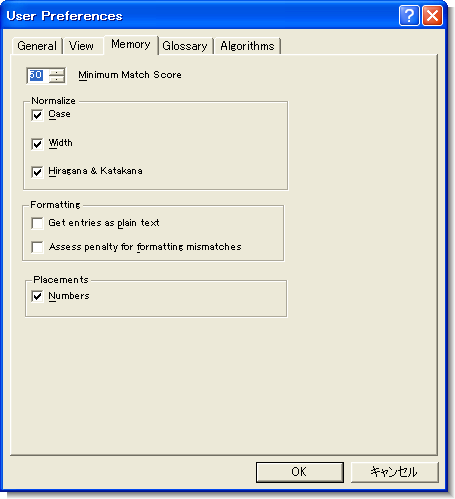 User Preferences
General View Memory Glossary Algorithms
50 Minimum Match Score
Normalize
Case
Width
Hiragana & Katakana
Formatting
Get entries as plain text
Assess penalty for formatting mismatches
Placements
Numbers
OK キャンセル